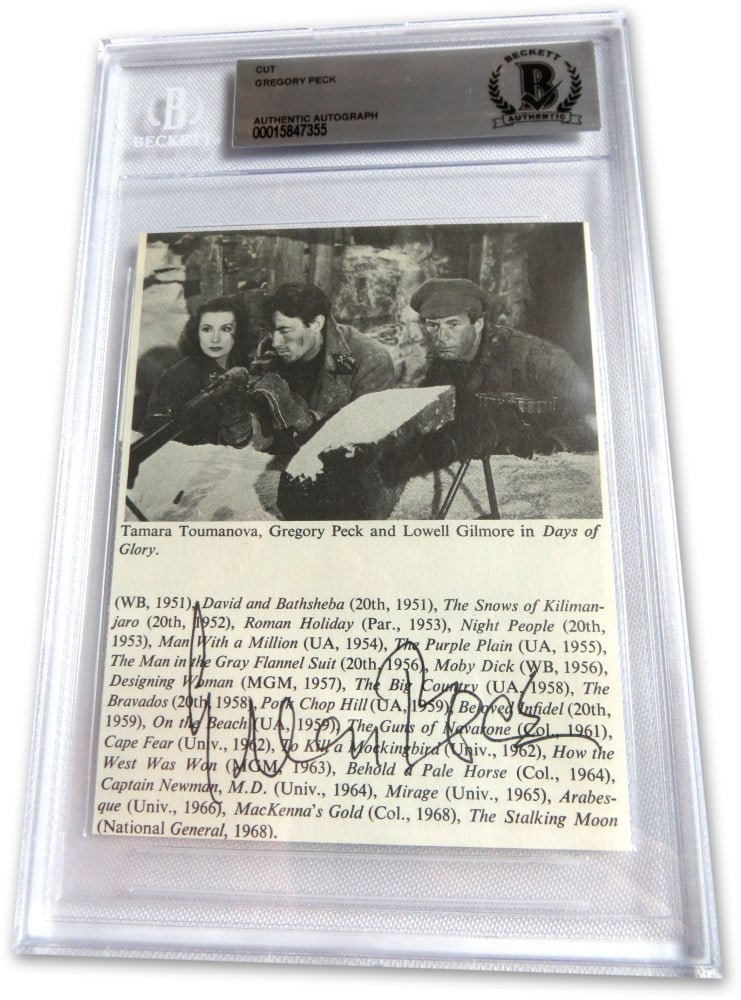 CUT
GREGORY PECK
AUTHENTIC AUTOGRAPH
00015847355
BECKETT
B
AUTHENTIC
B
BECKETT
Tamara Toumanova, Gregory Peck and Lowell Gilmore in Days of
Glory.
(WB, 1951), David and Bathsheba (20th, 1951), The Snows of Kiliman-
jaro (20th, 1952), Roman Holiday (Par., 1953), Night People (20th,
1953), Man With a Million (UA, 1954), The Purple Plain (UA, 1955),
The Man in the Gray Flannel Suit (20th, 1956), Moby Dick (WB, 1956),
Designing Woman (MGM, 1957), The Big Country (UA, 1958), The
Bravados (20th, 1958), Pork Chop Hill (UA, 1959), Beloved Infidel (20th,
1959), On the Beach (UA, 1959), The Guns of Navarone (Col., 1961),
Cape Fear (Univ., 1962), To Kill a Mockingbird (Univ., 1962), How the
West Was Won (MGM, 1963), Behold a Pale Horse (Col., 1964),
Captain Newman, M.D. (Univ., 1964), Mirage (Univ., 1965), Arabes-
que (Univ., 1966), MacKenna's Gold (Col., 1968), The Stalking Moon
(National General, 1968).
Gregory Peck